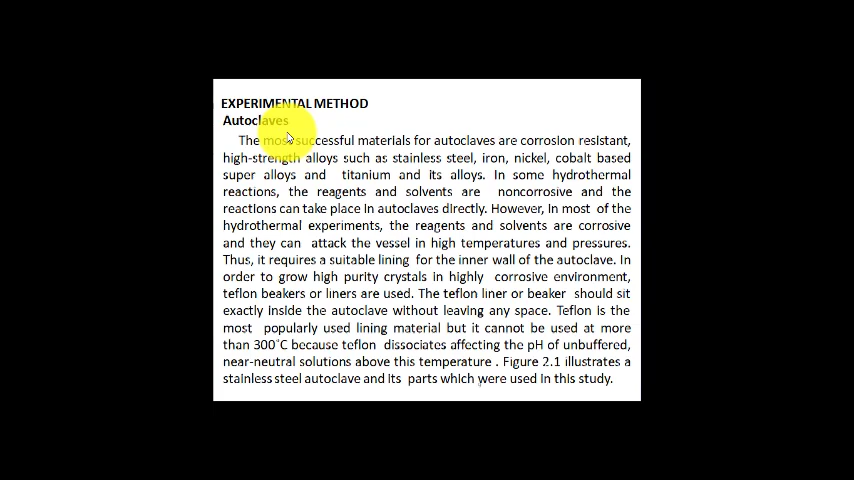 EXPERIMENTAL METHOD
Autoclaves
The most successful materials for autoclaves are corrosion resistant,
high-strength alloys such as stainless steel, iron, nickel, cobalt based
super alloys and titanium and its alloys. In some hydrothermal
reactions, the reagents and solvents are noncorrosive and the
reactions can take place in autoclaves directly. However, in most of the
hydrothermal experiments, the reagents and solvents are corrosive
and they can attack the vessel in high temperatures and pressures.
Thus, it requires a suitable lining for the inner wall of the autoclave. In
order to grow high purity crystals in highly corrosive environment,
teflon beakers or liners are used. The teflon liner or beaker should sit
exactly inside the autoclave without leaving any space. Teflon is the
most popularly used lining material but it cannot be used at more
than 300°C because teflon dissociates affecting the pH of unbuffered,
near-neutral solutions above this temperature . Figure 2.1 illustrates a
stainless steel autoclave and its parts which were used in this study.